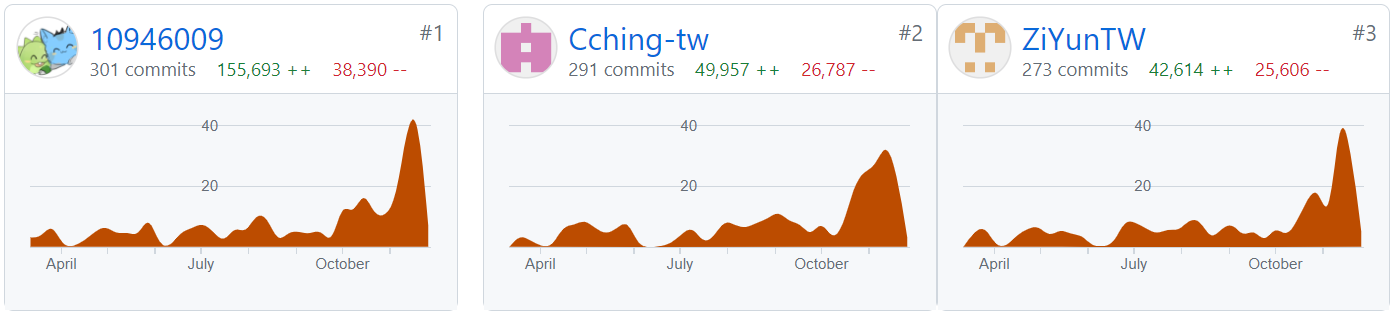 10946009 #1
301 commits 155,693 ++ 38,390 --
40
20
April July October
Cching-tw #2
291 commits 49,957 ++ 26,787 --
40
20
April July October
ZiYunTW #3
273 commits 42,614 ++ 25,606 --
40
20
April July October